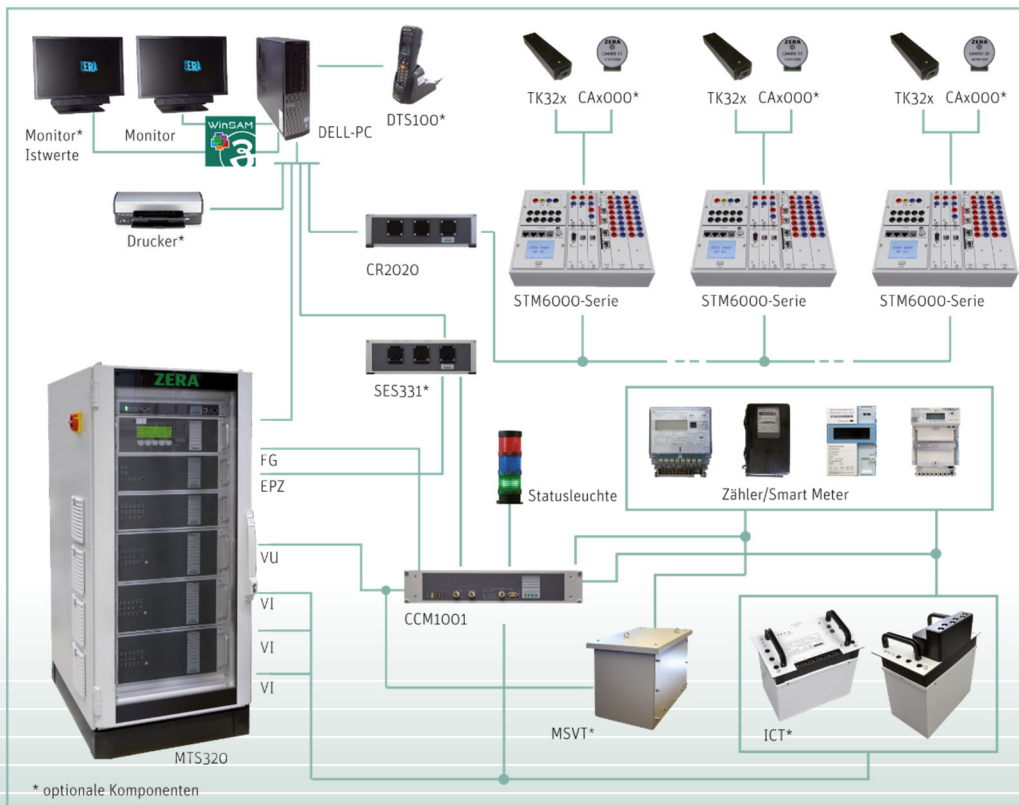 ZERA
ZERA
Monitor*
Istwerte
Monitor
WinSAM
DELL-PC
DTS100*
TK32x
CAx000*
TK32x
CAx000*
TK32x
CAx000*
Drucker*
CR2020
STM6000-Serie
STM6000-Serie
STM6000-Serie
SES331*
ZERA
FG
EPZ
VU
VI
VI
VI
MTS320
Statusleuchte
Zähler/Smart Meter
CCM1001
MSVT*
ICT*
* optionale Komponenten